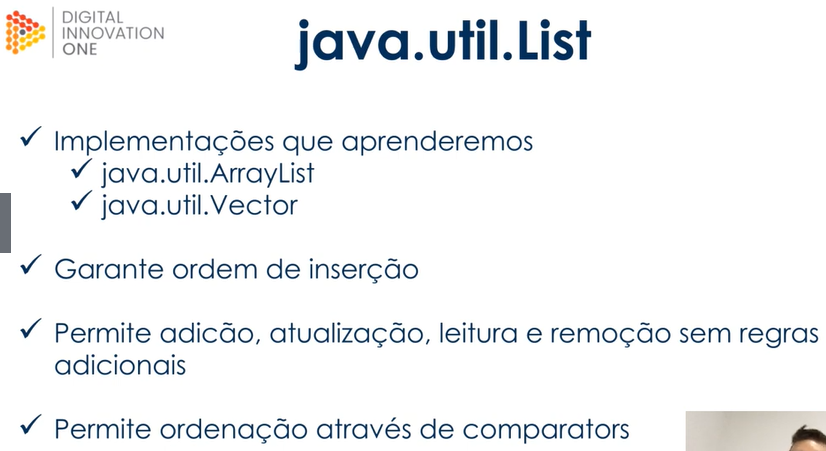 DIGITAL
INNOVATION
ONE
java.util.List
Implementações que aprenderemos
java.util.ArrayList
java.util.Vector
Garante ordem de inserção
Permite adicão, atualização, leitura e remoção sem regras
adicionais
Permite ordenação através de comparators